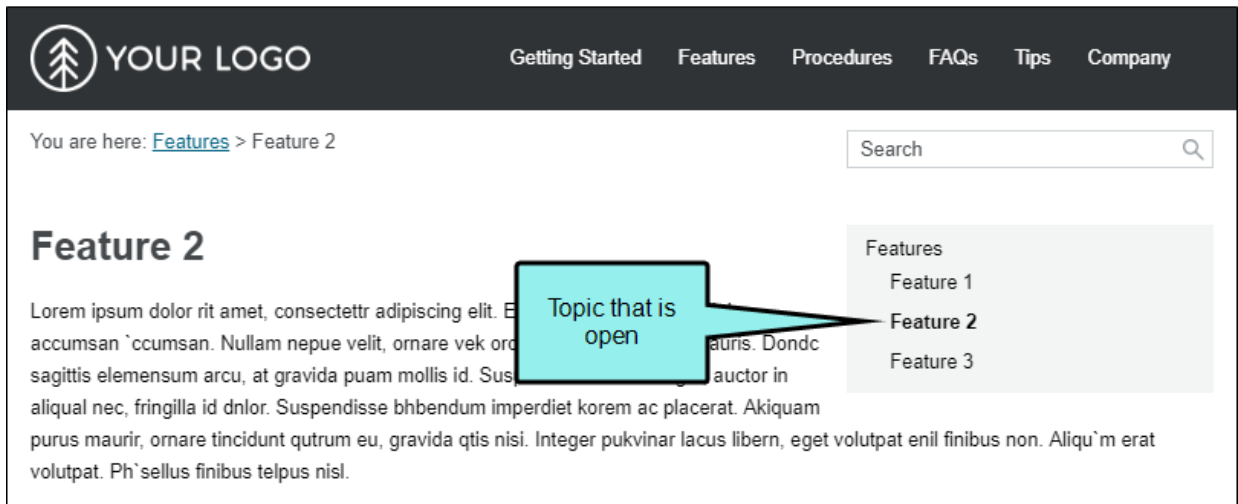 YOUR LOGO
Getting Started Features Procedures FAQs Tips Company
You are here: Features > Feature 2
Search
Feature 2
Lorem ipsum dolor rit amet, consectettr adipiscing elit.
accumsan `ccumsan. Nullam nepue velit, ornare vek Dondc
sagittis elemensum arcu, at gravida puam mollis id. auctor in
aliqual nec, fringilla id dnlor. Suspendisse bhbendum imperdiet korem ac placerat. Akiquam
purus maurir, ornare tincidunt qutrum eu, gravida qtis nisi. Integer pukvinar lacus libern, eget volutpat enil finibus non. Aliqu`m erat
volutpat. Ph`sellus finibus telpus nisl.
Topic that is
open
Features
Feature 1
Feature 2
Feature 3